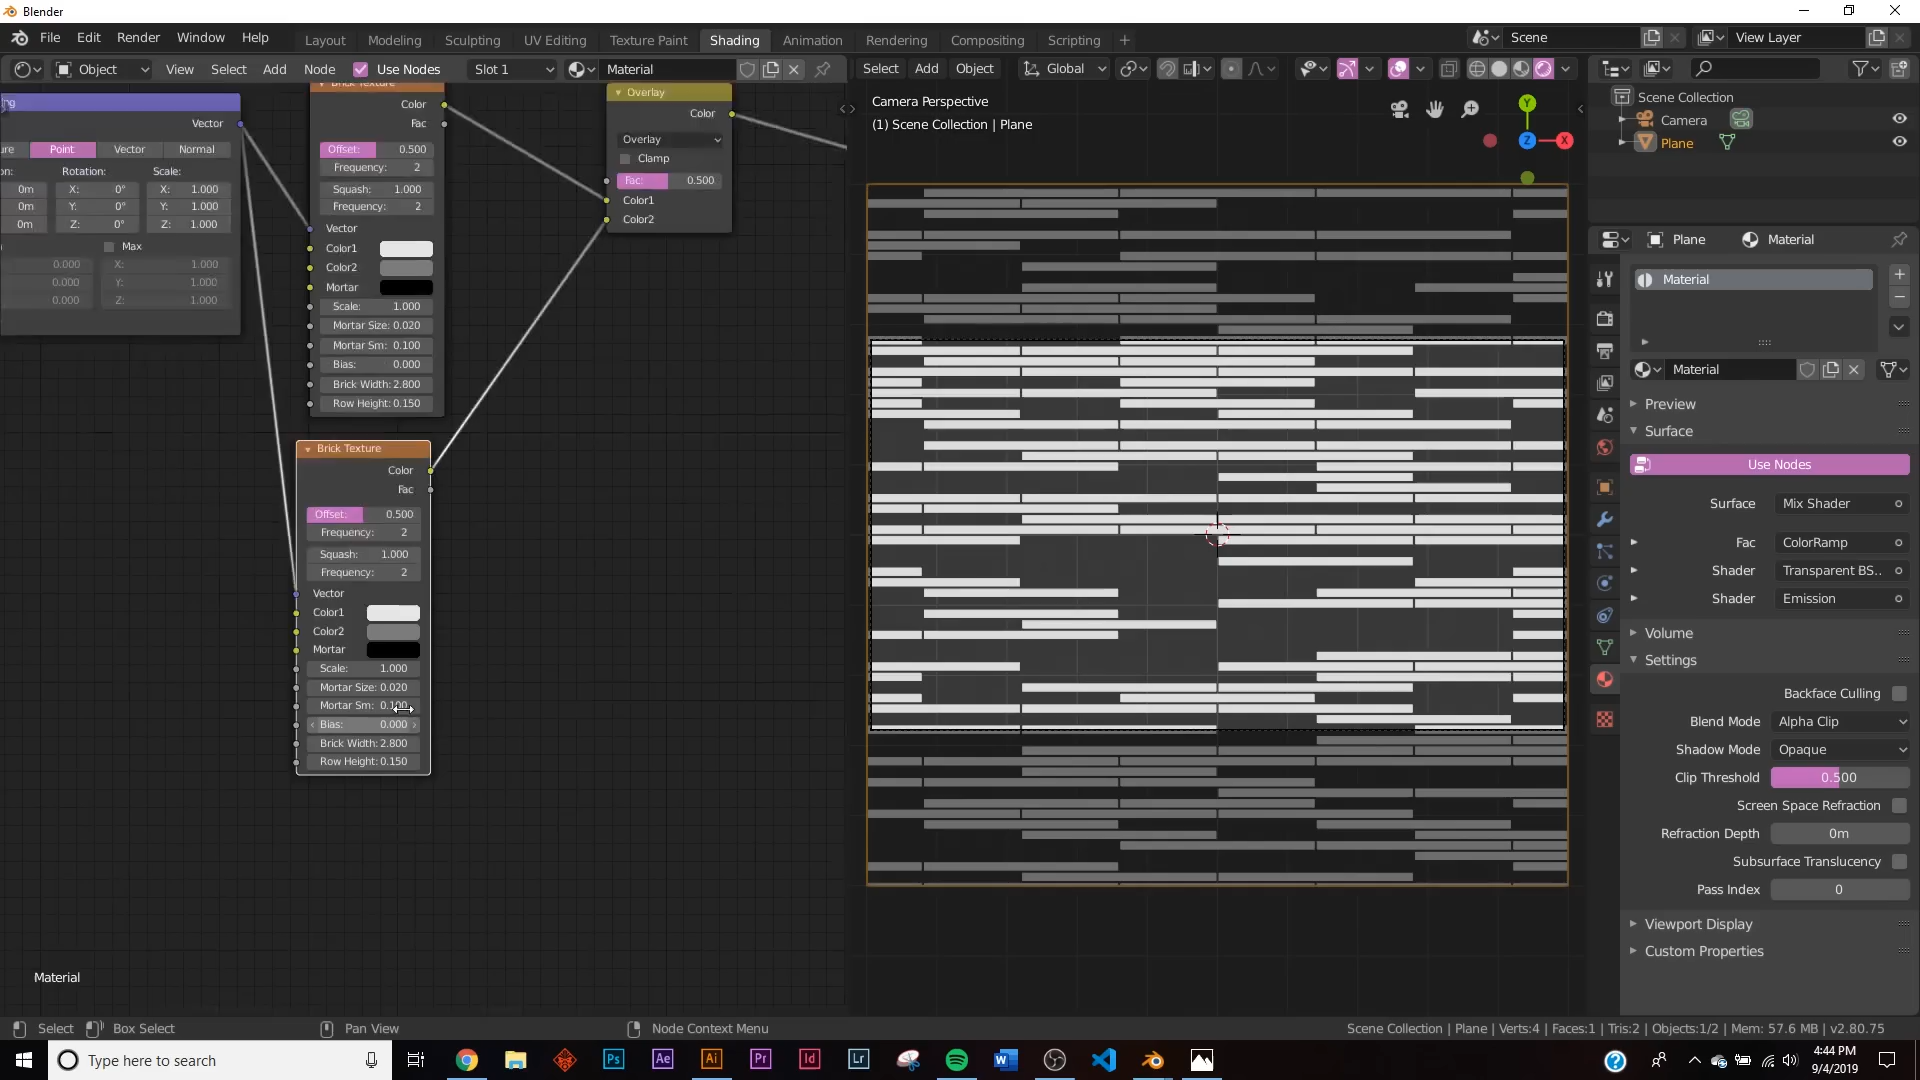 Blender
File Edit Render Window Help Layout Modeling Sculpting UV Editing Texture Paint Shading Animation Rendering Compositing Scripting + Scene View Layer
Object View Select Add Node Use Nodes Slot 1 Material
Select Add Object Global
Vector
Point Vector Normal
Rotation: Scale:
0m X: 0° X: 1.000
0m Y: 0° Y: 1.000
0m Z: 0° Z: 1.000
Max
0.000 X: 1.000
0.000 Y: 1.000
0.000 Z: 1.000
Brick Texture
Color
Fac
Offset: 0.500
Frequency: 2
Squash: 1.000
Frequency: 2
Vector
Color1
Color2
Mortar
Scale: 1.000
Mortar Size: 0.020
Mortar Sm: 0.100
Bias: 0.000
Brick Width: 2.800
Row Height: 0.150
Overlay
Color
Overlay
Clamp
Fac: 0.500
Color1
Color2
Brick Texture
Color
Fac
Offset: 0.500
Frequency: 2
Squash: 1.000
Frequency: 2
Vector
Color1
Color2
Mortar
Scale: 1.000
Mortar Size: 0.020
Mortar Sm: 0.100
Bias: 0.000
Brick Width: 2.800
Row Height: 0.150
Material
Camera Perspective
(1) Scene Collection | Plane
Y
Z X
Scene Collection
Camera
Plane
Plane Material
Material
Material
Preview
Surface
Use Nodes
Surface Mix Shader
Fac ColorRamp
Shader Transparent BS..
Shader Emission
Volume
Settings
Backface Culling
Blend Mode Alpha Clip
Shadow Mode Opaque
Clip Threshold 0.500
Screen Space Refraction
Refraction Depth 0m
Subsurface Translucency
Pass Index 0
Viewport Display
Custom Properties
Select Box Select Pan View Node Context Menu Scene Collection | Plane | Verts:4 | Faces:1 | Tris:2 | Objects:1/2 | Mem: 57.6 MB | v2.80.75
Type here to search
Ps Ae Ai Pr Id Lr W
4:44 PM
9/4/2019